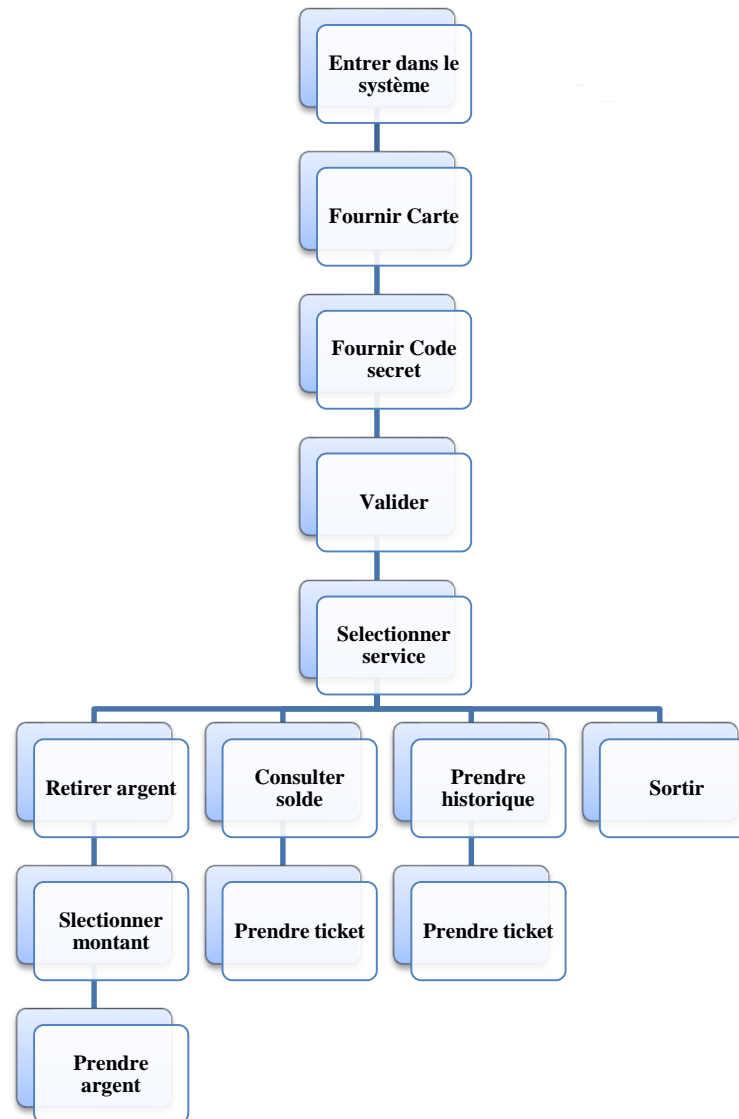 Entrer dans le
système
Fournir Carte
Fournir Code
secret
Valider
Selectionner
service
Retirer argent
Consulter
solde
Prendre
historique
Sortir
Slectionner
montant
Prendre ticket
Prendre ticket
Prendre
argent